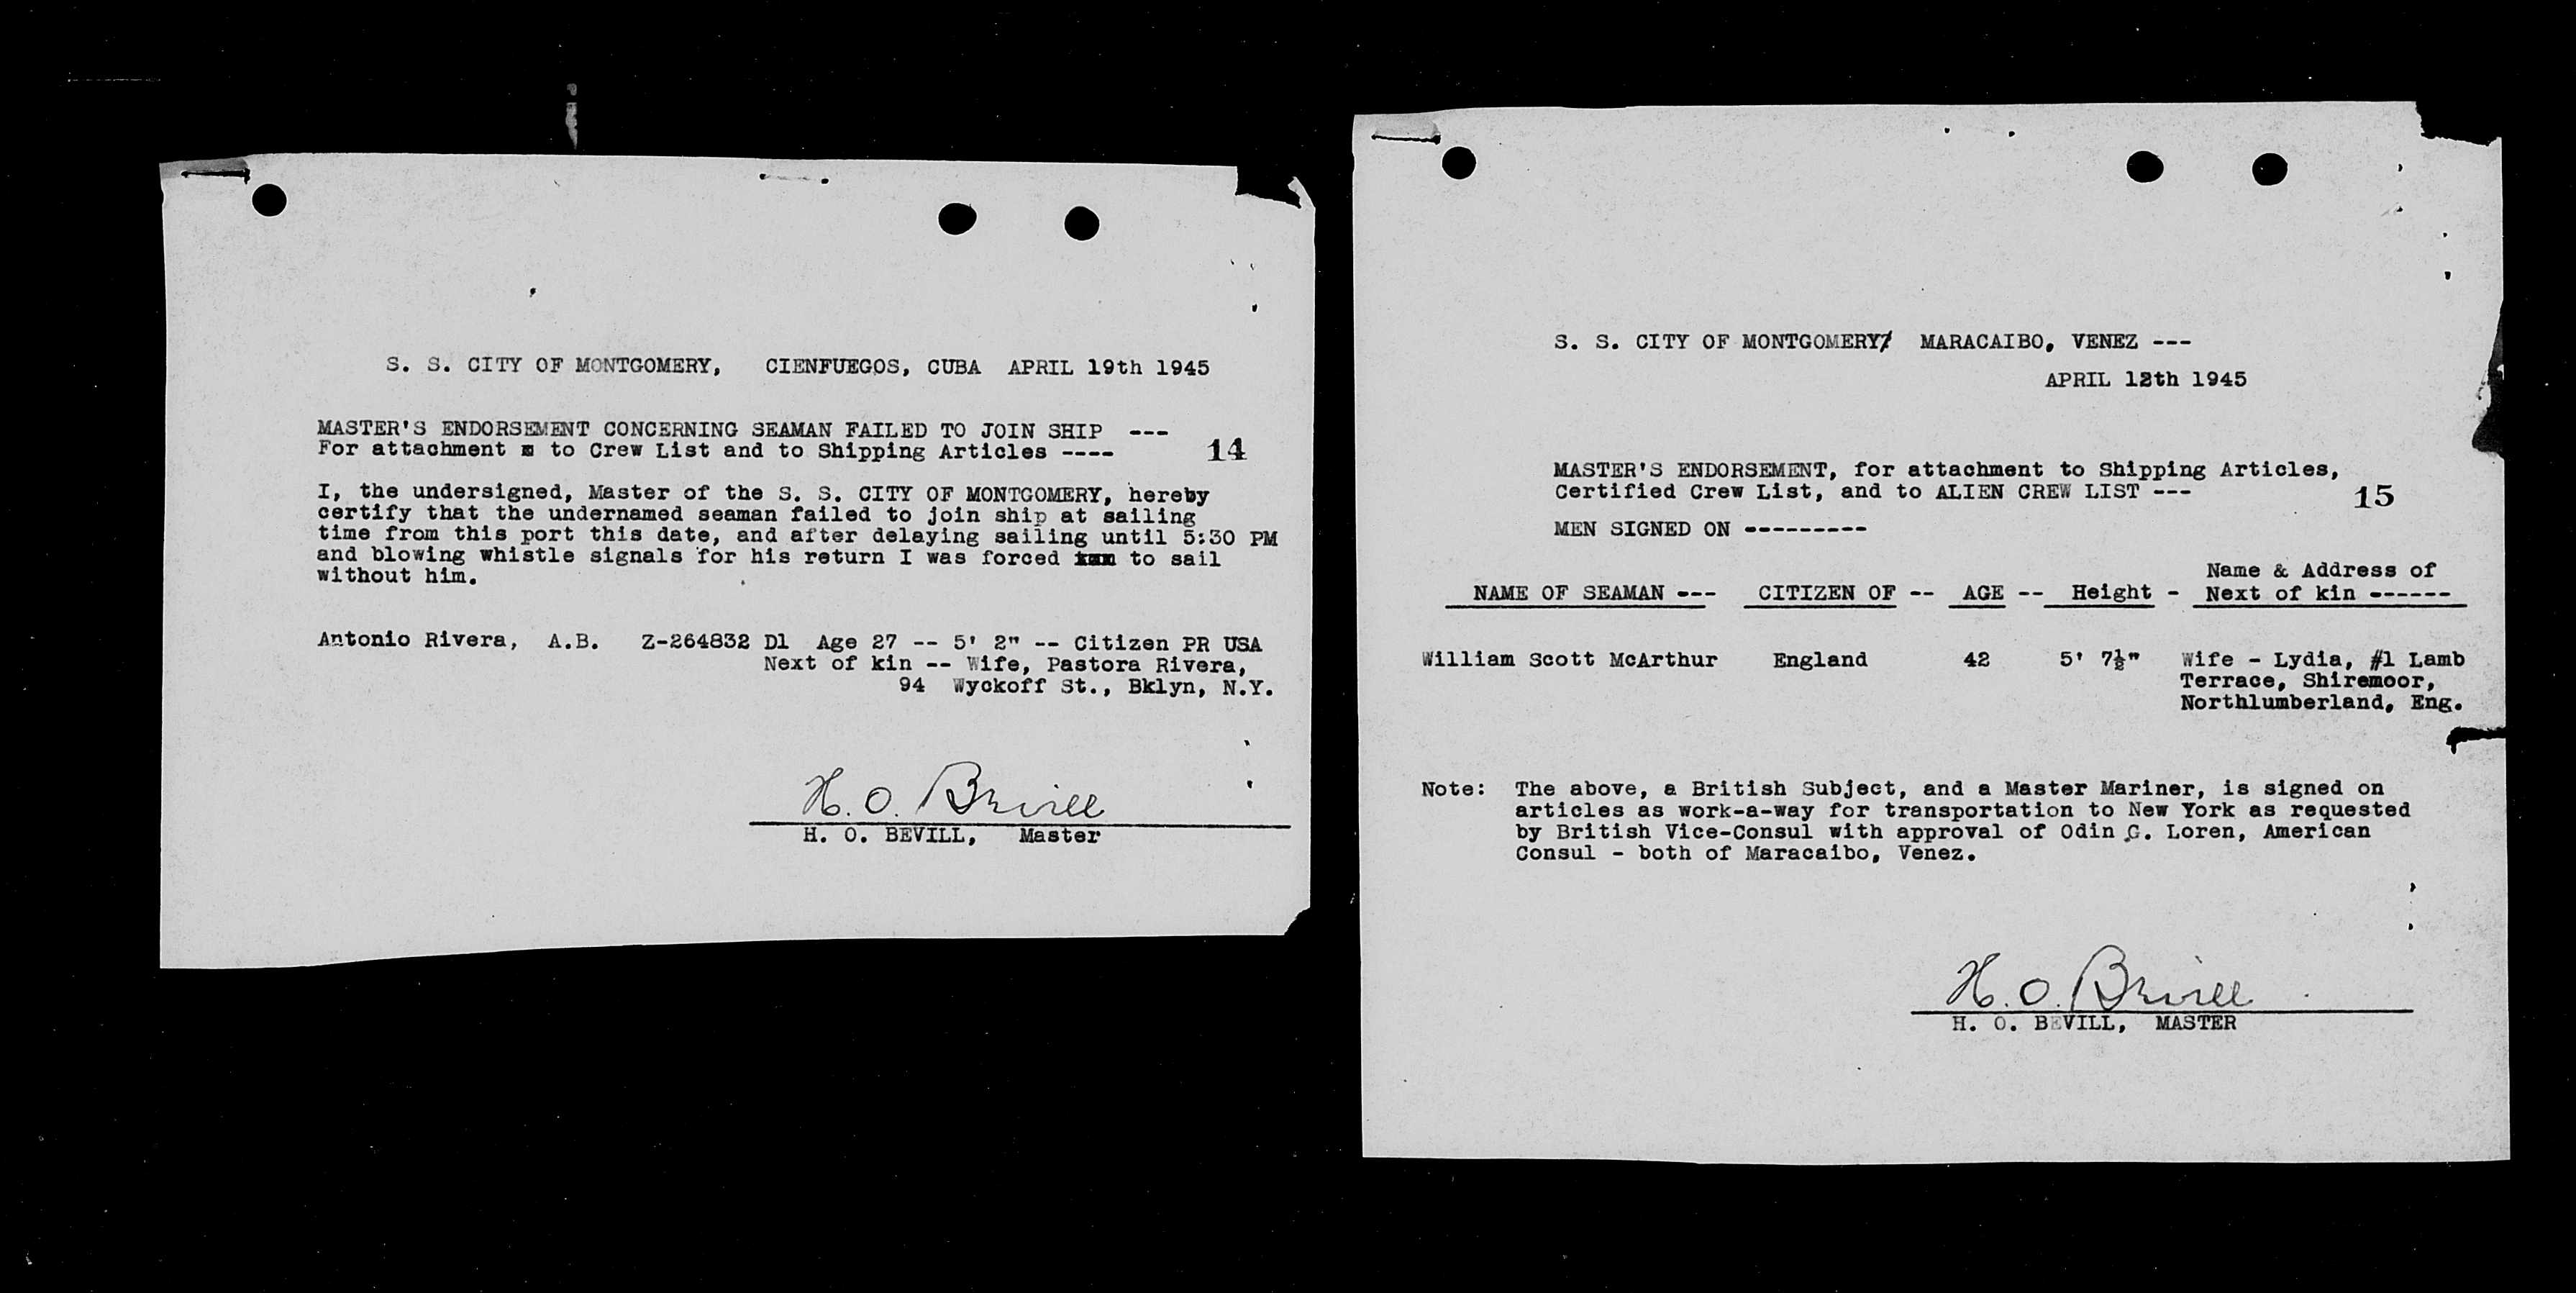 S. S. CITY OF MONTGOMERY, CIENFUEGOS, CUBA APRIL 19th 1945
MASTER'S ENDORSEMENT CONCERNING SEAMAN FAILED TO JOIN SHIP ---
For attachment to Crew List and to Shipping Articles ----
14
I, the undersigned, Master of the S. S. CITY OF MONTGOMERY, hereby
certify that the undernamed seaman failed to join ship at sailing
time from this port this date, and after delaying sailing until 5:30 PM
and blowing whistle signals for his return I was forced to sail
without him.
Antonio Rivera, A.B. Z-264832 D1 Age 27 -- 5' 2" -- Citizen PR USA
Next of kin -- Wife, Pastora Rivera,
94 Wyckoff St., Bklyn, N.Y.
H. O. Bevill
H. O. BEVILL, Master
S. S. CITY OF MONTGOMERY/ MARACAIBO, VENEZ ---
APRIL 12th 1945
MASTER'S ENDORSEMENT, for attachment to Shipping Articles,
Certified Crew List, and to ALIEN CREW LIST ---
15
MEN SIGNED ON ---------
Name & Address of
NAME OF SEAMAN --- CITIZEN OF -- AGE -- Height - Next of kin ------
William Scott McArthur England 42 5' 7½" Wife - Lydia, #1 Lamb
Terrace, Shiremoor,
Northlumberland, Eng.
Note: The above, a British Subject, and a Master Mariner, is signed on
articles as work-a-way for transportation to New York as requested
by British Vice-Consul with approval of Odin G. Loren, American
Consul - both of Maracaibo, Venez.
H. O. Bevill
H. O. BEVILL, MASTER